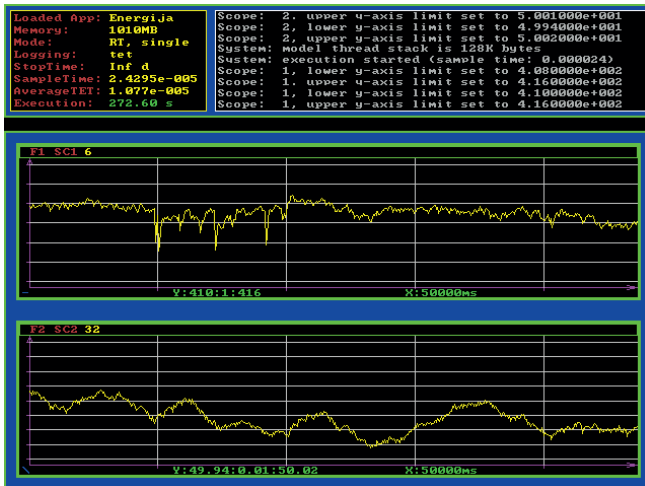 Loaded App: Energija
Memory: 1010MB
Mode: RT, single
Logging: tet
StopTime: Inf d
SampleTime: 2.4295e-005
AverageTET: 1.077e-005
Execution: 272.60 s
Scope: 2, upper y-axis limit set to 5.001000e+001
Scope: 2, lower y-axis limit set to 4.994000e+001
Scope: 2, upper y-axis limit set to 5.002000e+001
System: model thread stack is 128K bytes
System: execution started (sample time: 0.000024)
Scope: 1, lower y-axis limit set to 4.080000e+002
Scope: 1, upper y-axis limit set to 4.160000e+002
Scope: 1, lower y-axis limit set to 4.100000e+002
Scope: 1, upper y-axis limit set to 4.160000e+002
F1 SC1 6
Y:410:1:416 X:50000ms
F2 SC2 32
Y:49.94:0.01:50.02 X:50000ms